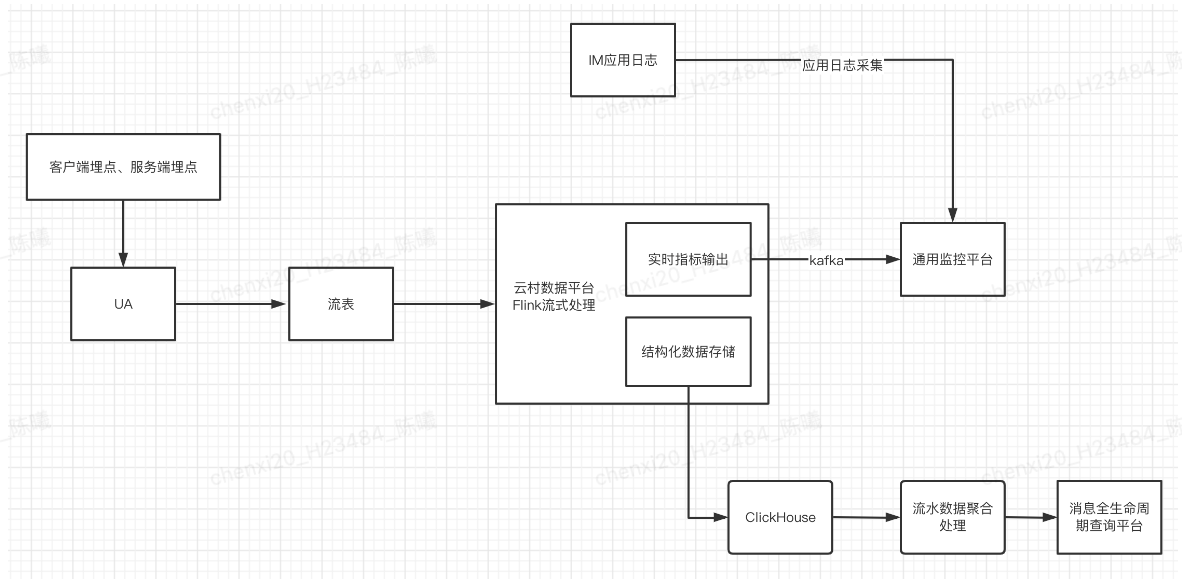 IM应用日志
应用日志采集
客户端埋点、服务端埋点
UA
流表
云村数据平台
Flink流式处理
实时指标输出
kafka
通用监控平台
结构化数据存储
ClickHouse
流水数据聚合
处理
消息全生命周
期查询平台
陈曦
chenxi20_H23484_陈曦
chenxi20_H23484_陈曦
chenxi20_H23484_
陈曦
chenxi20_H23484_陈曦
chenxi20_H23484_陈曦
chenxi20_H23484_
陈曦
chenxi20_H23484_陈曦
chenxi20_H23484_陈曦
chenxi20_H23484_